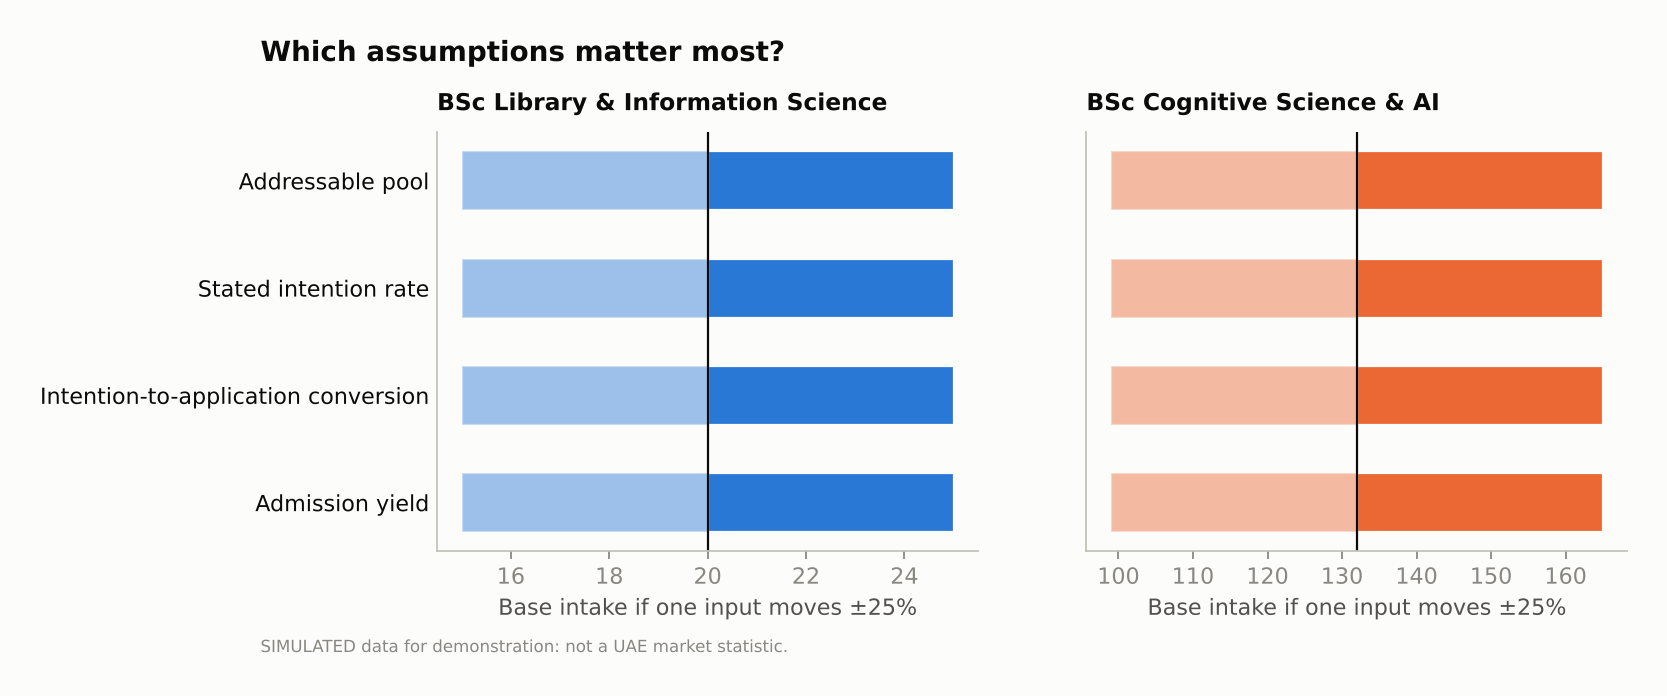 Which assumptions matter most?
BSc Library & Information Science
BSc Cognitive Science & AI
Addressable pool
Stated intention rate
Intention-to-application conversion
Admission yield
16 18 20 22 24
100 110 120 130 140 150 160
Base intake if one input moves ±25%
Base intake if one input moves ±25%
SIMULATED data for demonstration: not a UAE market statistic.